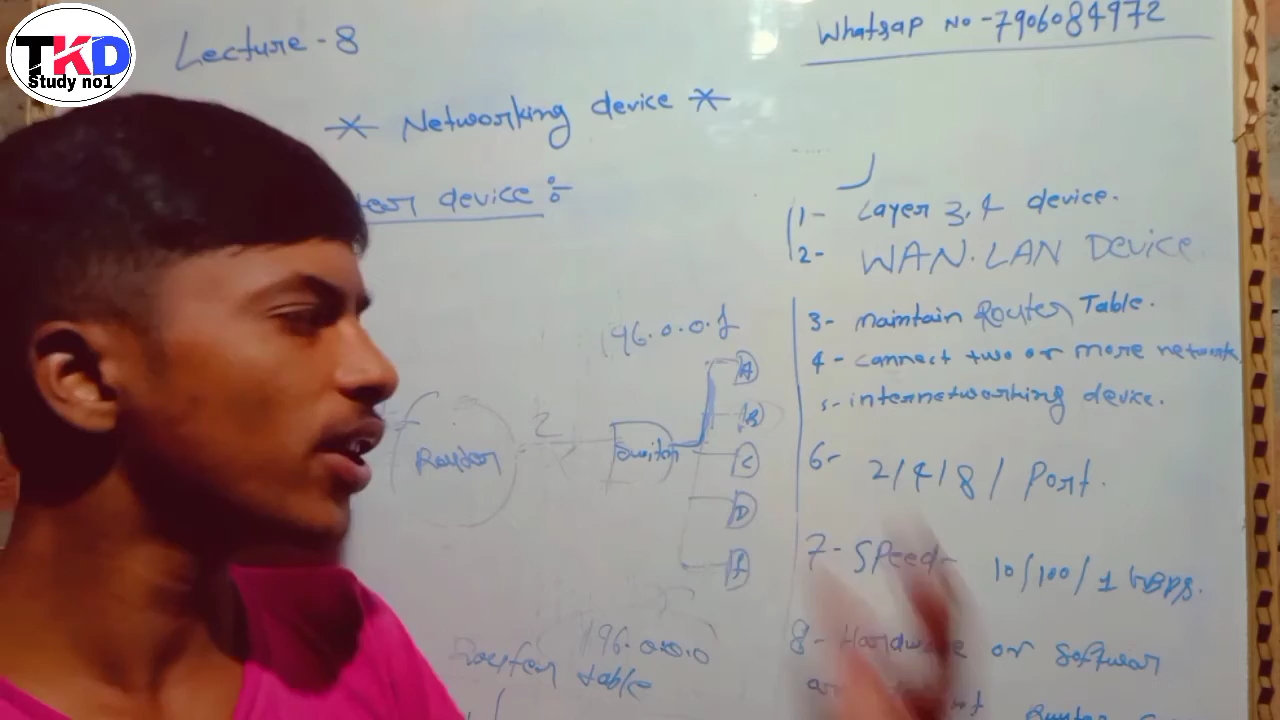 TKD
Study no1
Lecture-8
Whatsap No-7906084972
* Networking device *
device ÷
1- Layer 3,4 device.
2- WAN.LAN Device
3- maintain Router Table.
4- connect two or more network
5- internetworking device.
6- 2/4/8/ Port.
7- Speed- 10/100/1 GBPS.
8- Hardware or Softwar
196.0.0.1
Router
2
Switch
A
B
C
D
196.0.0.0
Router table